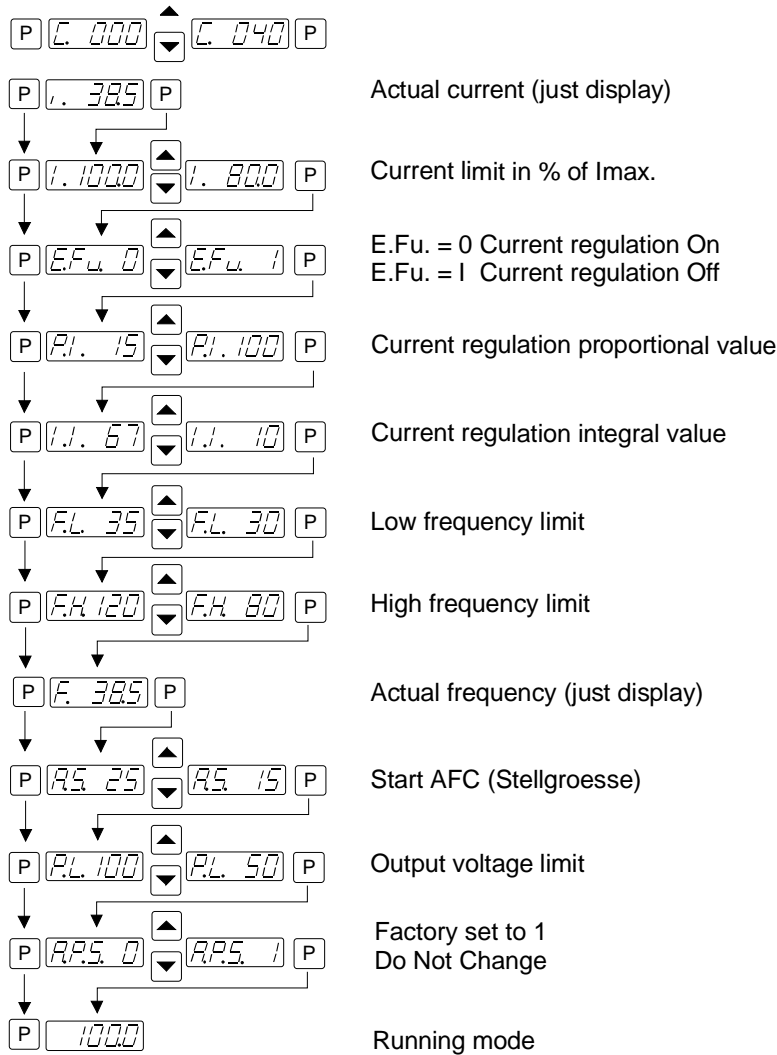 P C. 000 C. 040 P
P i. 38.5 P Actual current (just display)
P I. 100.0 I. 80.0 P Current limit in % of Imax.
P E.Fu. 0 E.Fu. 1 P E.Fu. = 0 Current regulation On
E.Fu. = I Current regulation Off
P P.I. 15 P.I. 100 P Current regulation proportional value
P I.I. 67 I.I. 10 P Current regulation integral value
P F.L. 35 F.L. 30 P Low frequency limit
P F.H. 120 F.H. 80 P High frequency limit
P F. 38.5 P Actual frequency (just display)
P A.S. 25 A.S. 15 P Start AFC (Stellgroesse)
P P.L. 100 P.L. 50 P Output voltage limit
P A.P.S. 0 A.P.S. 1 P Factory set to 1
Do Not Change
P 100.0 Running mode